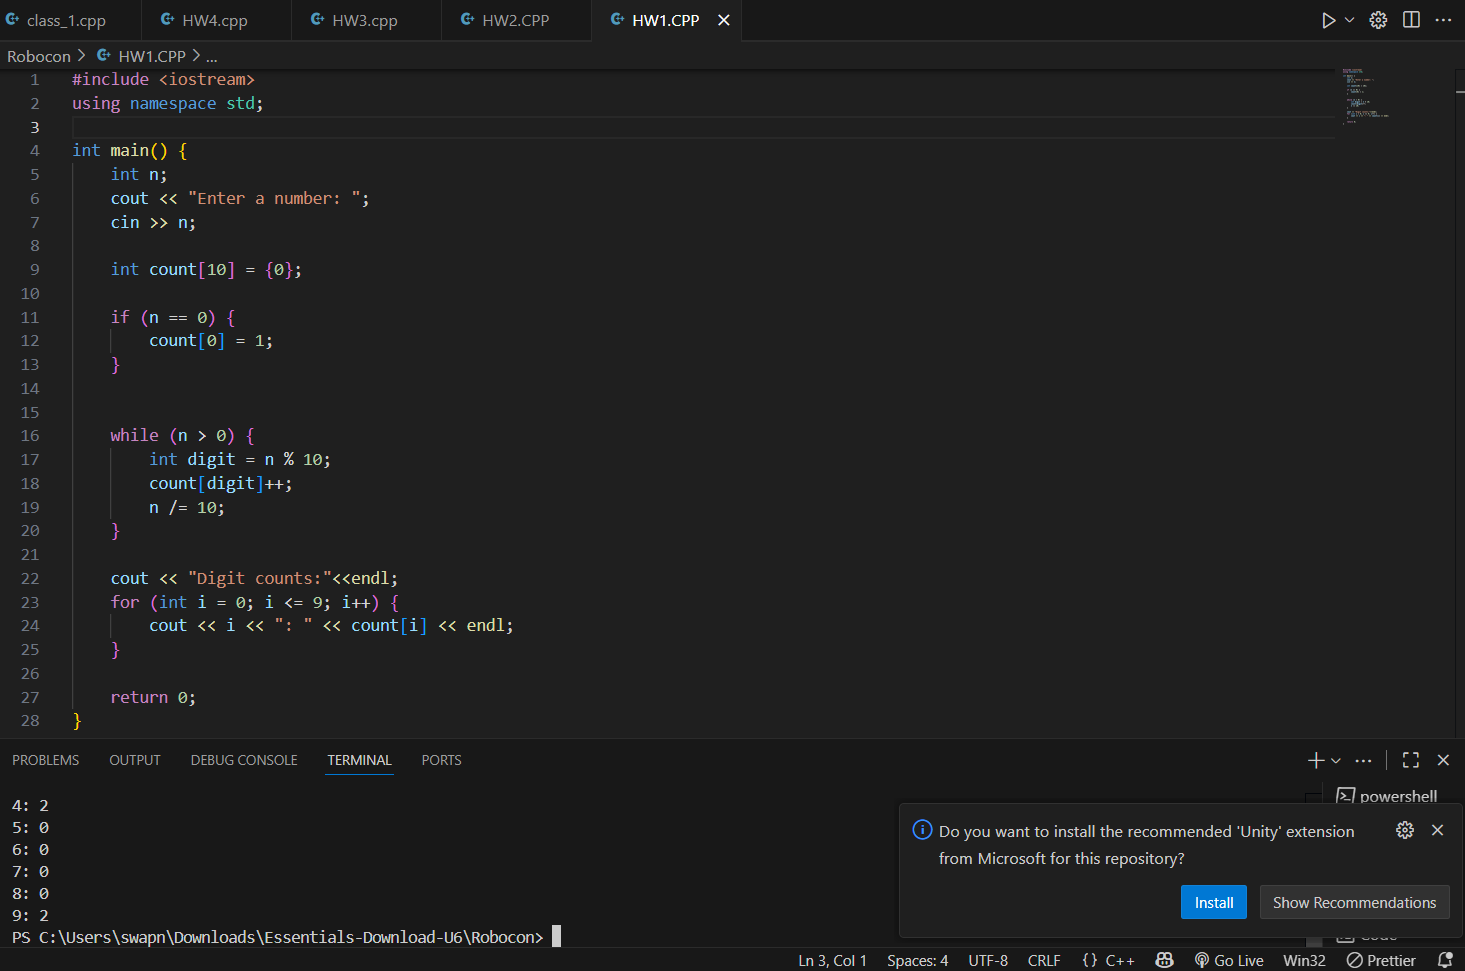 class_1.cpp HW4.cpp HW3.cpp HW2.CPP HW1.CPP
Robocon > HW1.CPP > ...
1 #include <iostream>
2 using namespace std;
3
4 int main() {
5     int n;
6     cout << "Enter a number: ";
7     cin >> n;
8
9     int count[10] = {0};
10
11     if (n == 0) {
12         count[0] = 1;
13     }
14
15
16     while (n > 0) {
17         int digit = n % 10;
18         count[digit]++;
19         n /= 10;
20     }
21
22     cout << "Digit counts:"<<endl;
23     for (int i = 0; i <= 9; i++) {
24         cout << i << ": " << count[i] << endl;
25     }
26
27     return 0;
28 }
PROBLEMS OUTPUT DEBUG CONSOLE TERMINAL PORTS
powershell
4: 2
5: 0
6: 0
7: 0
8: 0
9: 2
PS C:\Users\swapn\Downloads\Essentials-Download-U6\Robocon>
Do you want to install the recommended 'Unity' extension
from Microsoft for this repository?
Install Show Recommendations
Ln 3, Col 1 Spaces: 4 UTF-8 CRLF {} C++ Go Live Win32 Prettier